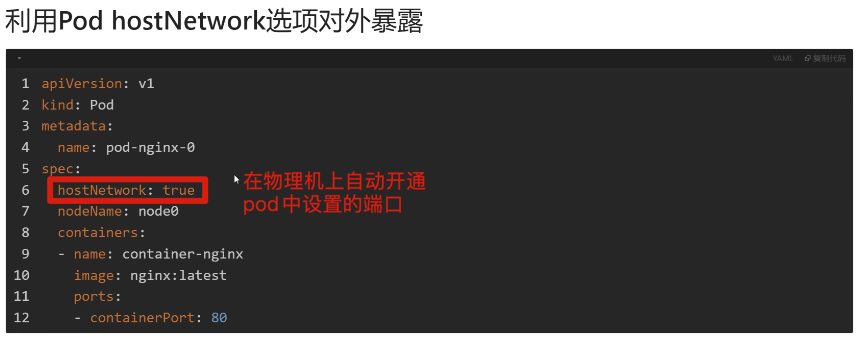 利用Pod hostNetwork选项对外暴露
YAML 复制代码
1 apiVersion: v1
2 kind: Pod
3 metadata:
4   name: pod-nginx-0
5 spec:
6   hostNetwork: true
在物理机上自动开通
pod中设置的端口
7   nodeName: node0
8   containers:
9   - name: container-nginx
10     image: nginx:latest
11     ports:
12     - containerPort: 80